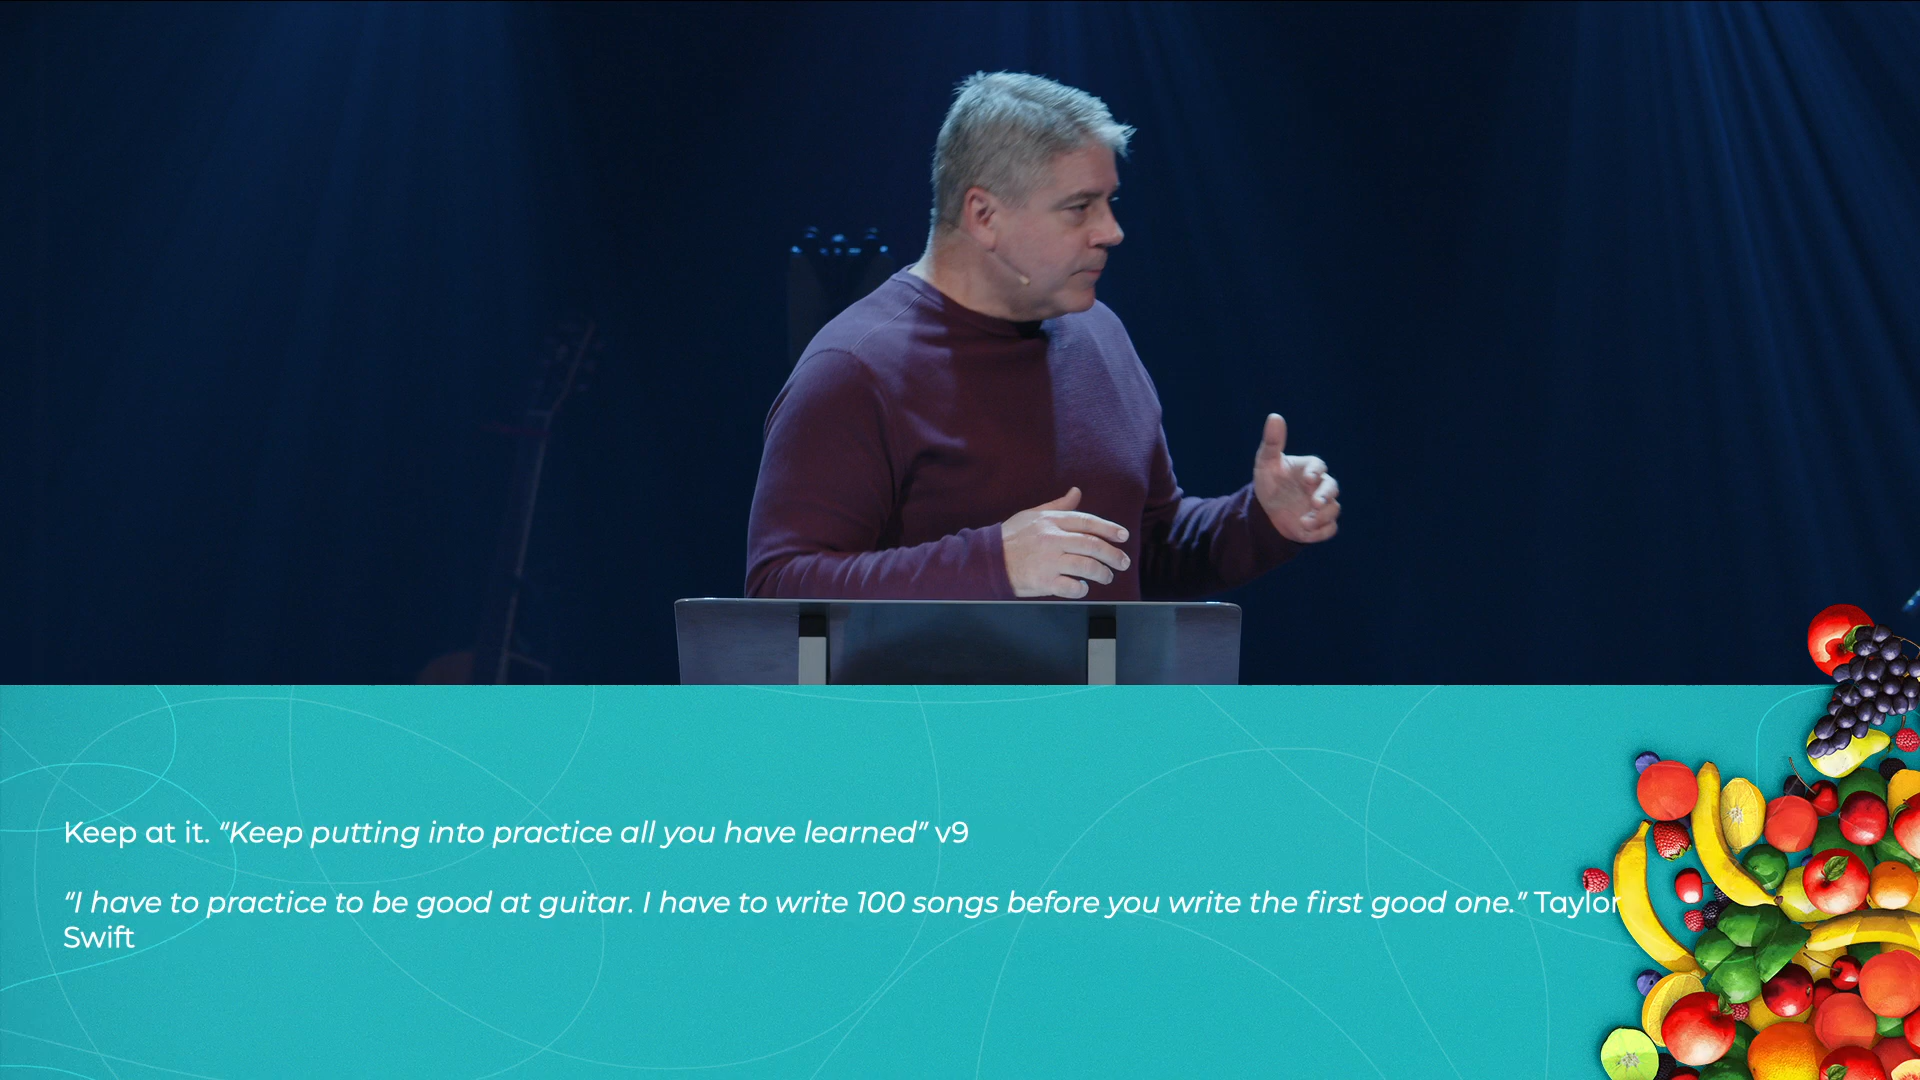 Keep at it. “Keep putting into practice all you have learned” v9
“I have to practice to be good at guitar. I have to write 100 songs before you write the first good one.” Taylor
Swift